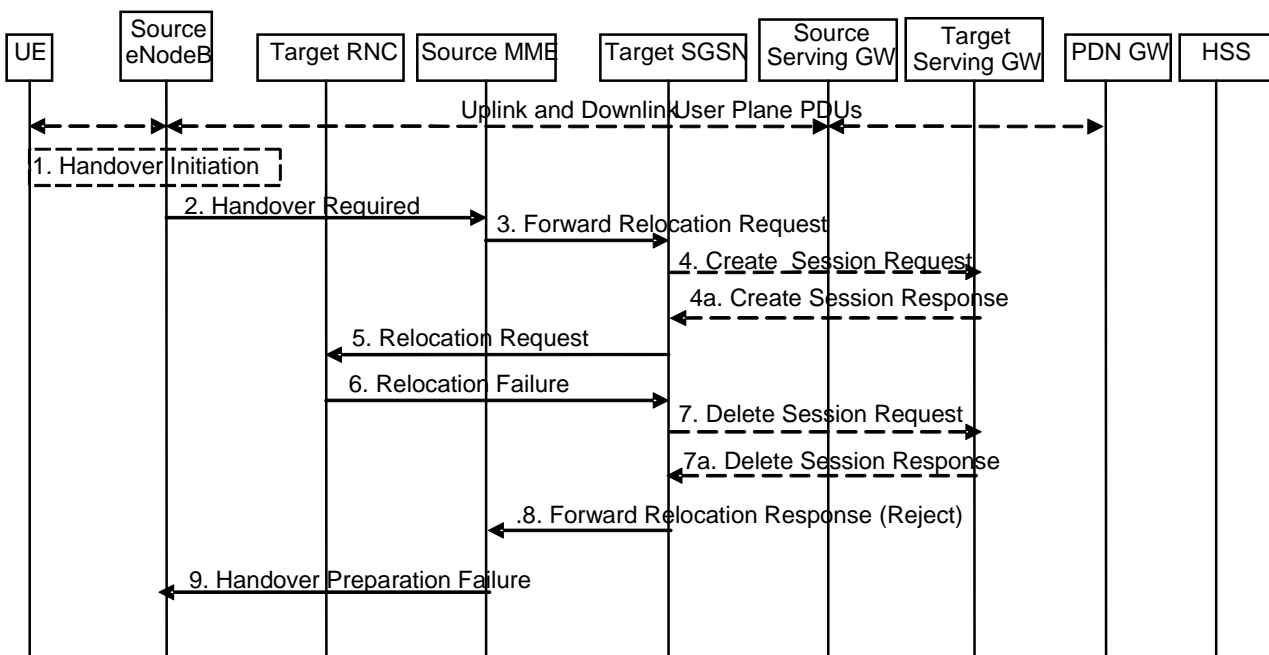 UE
Source
eNodeB
Target RNC
Source MME
Target SGSN
Source
Serving GW
Target
Serving GW
PDN GW
HSS
Uplink and Downlink User Plane PDUs
1. Handover Initiation
2. Handover Required
3. Forward Relocation Request
4. Create Session Request
4a. Create Session Response
5. Relocation Request
6. Relocation Failure
7. Delete Session Request
7a. Delete Session Response
.8. Forward Relocation Response (Reject)
9. Handover Preparation Failure